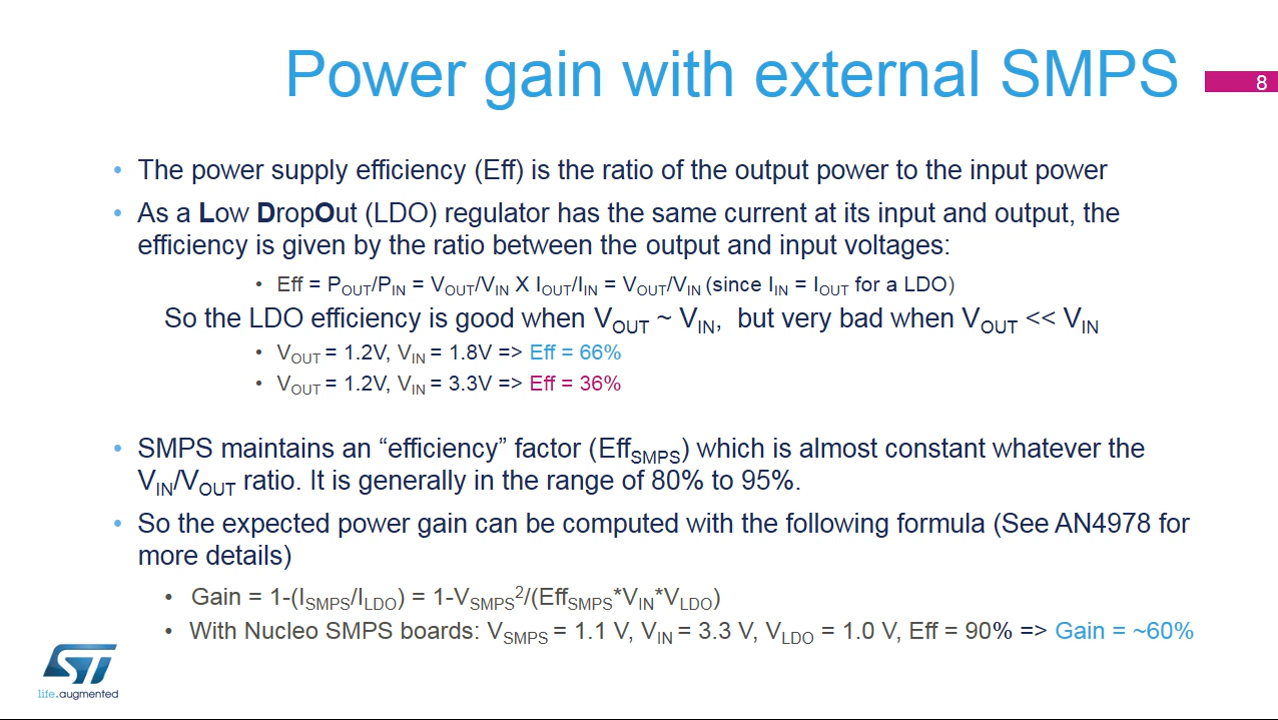 Power gain with external SMPS
8
• The power supply efficiency (Eff) is the ratio of the output power to the input power
• As a Low DropOut (LDO) regulator has the same current at its input and output, the
efficiency is given by the ratio between the output and input voltages:
• Eff = POUT/PIN = VOUT/VIN X IOUT/IIN = VOUT/VIN (since IIN = IOUT for a LDO)
So the LDO efficiency is good when VOUT ~ VIN, but very bad when VOUT << VIN
• VOUT = 1.2V, VIN = 1.8V => Eff = 66%
• VOUT = 1.2V, VIN = 3.3V => Eff = 36%
• SMPS maintains an “efficiency” factor (EffSMPS) which is almost constant whatever the
VIN/VOUT ratio. It is generally in the range of 80% to 95%.
• So the expected power gain can be computed with the following formula (See AN4978 for
more details)
• Gain = 1-(ISMPS/ILDO) = 1-VSMPS²/(EffSMPS*VIN*VLDO)
• With Nucleo SMPS boards: VSMPS = 1.1 V, VIN = 3.3 V, VLDO = 1.0 V, Eff = 90% => Gain = ~60%
ST
life.augmented